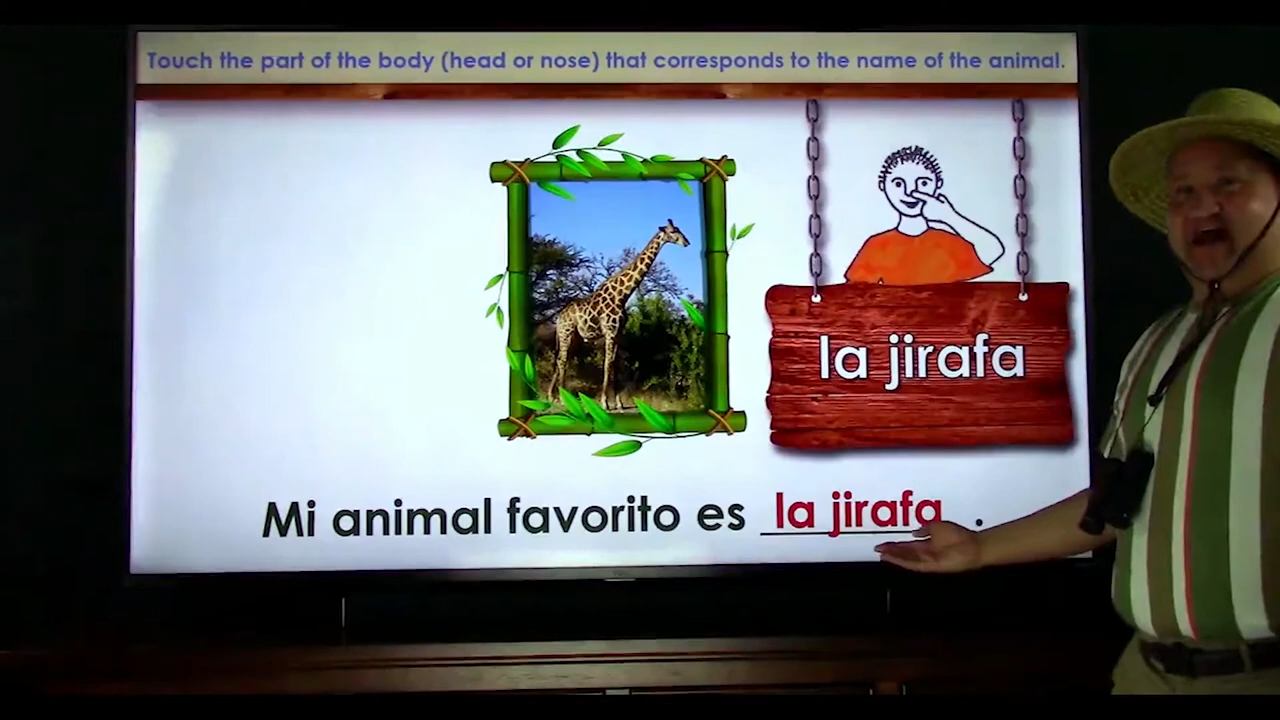 Touch the part of the body (head or nose) that corresponds to the name of the animal.
la jirafa
Mi animal favorito es la jirafa.